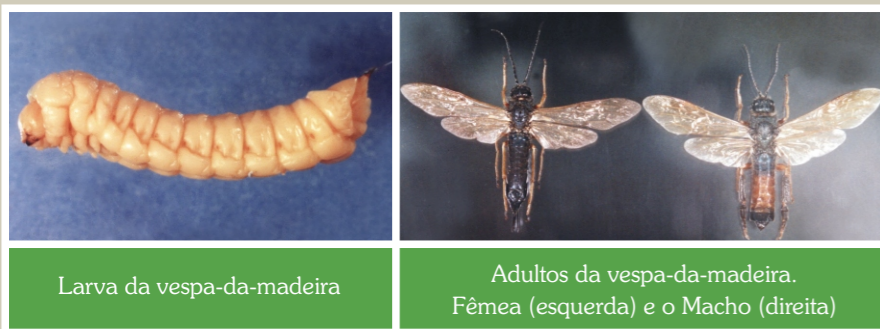 Larva da vespa-da-madeira
Adultos da vespa-da-madeira.
Fêmea (esquerda) e o Macho (direita)